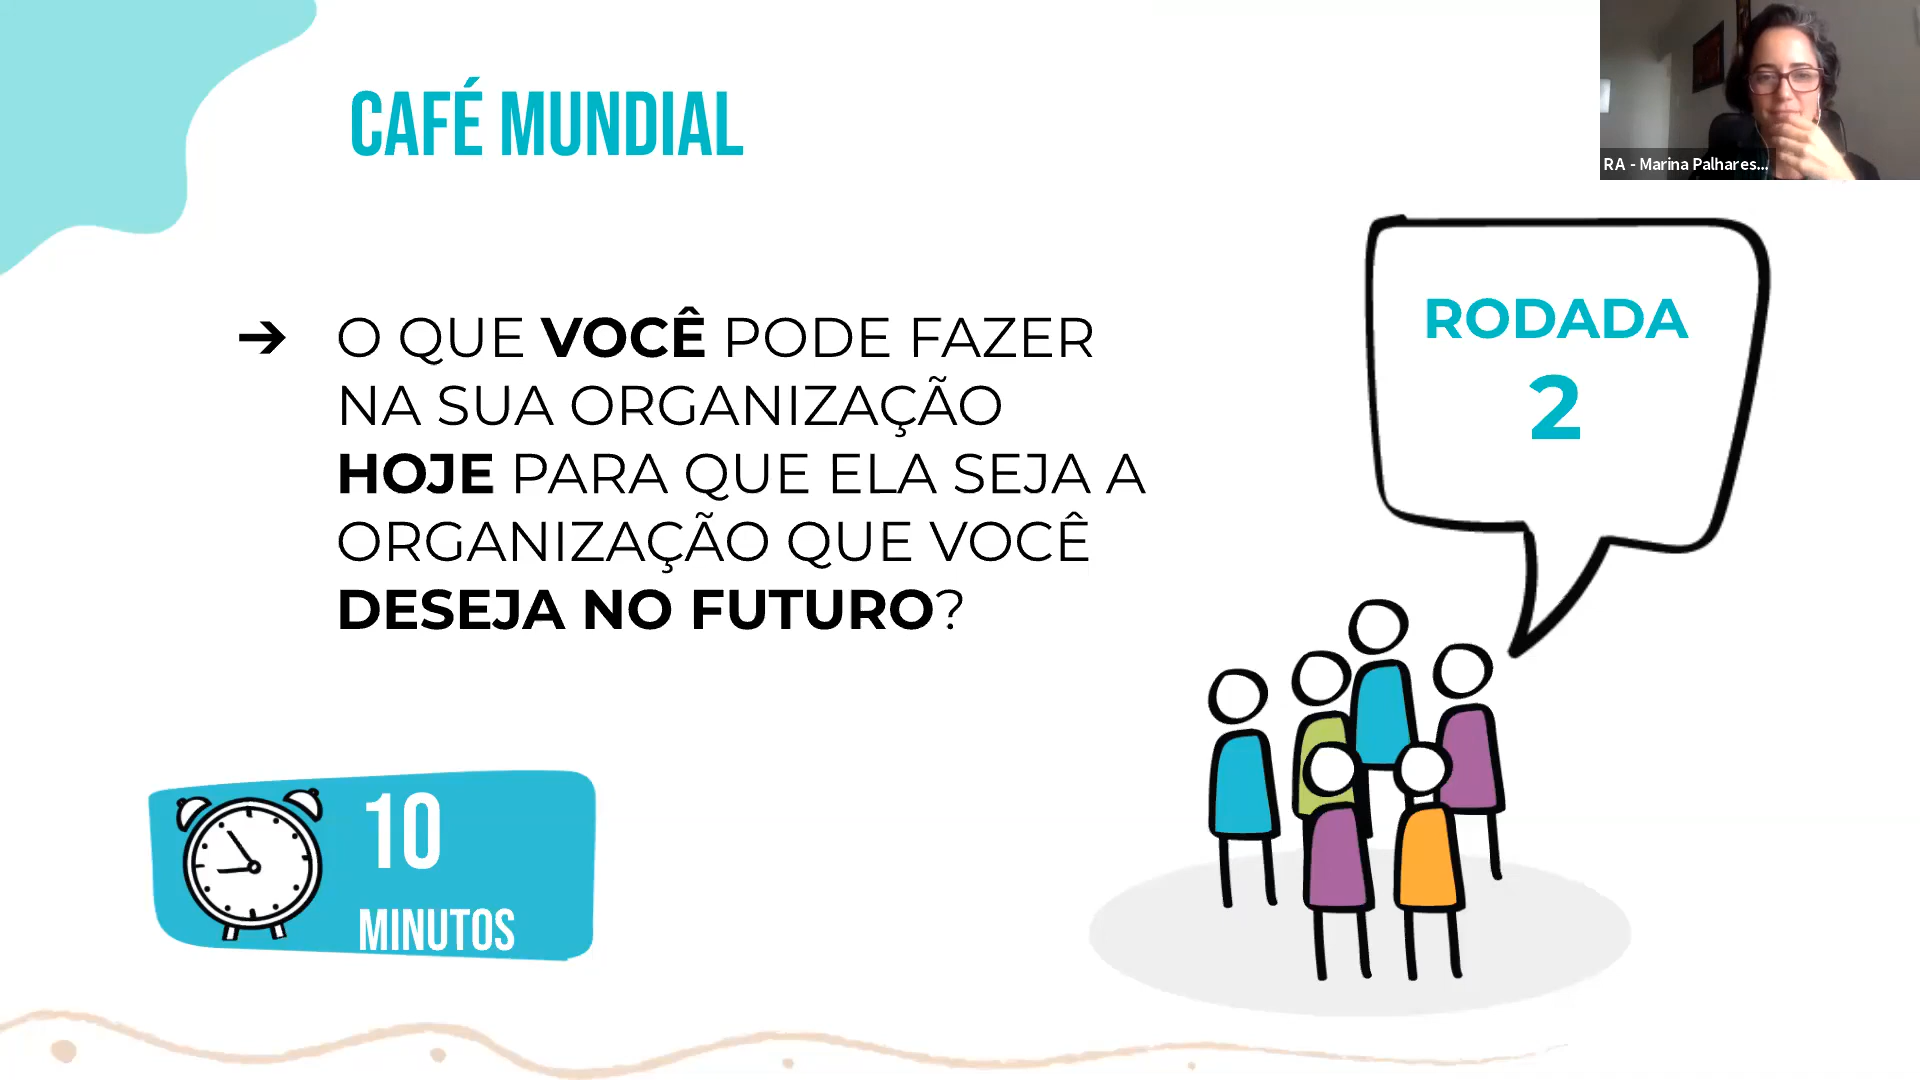 CAFÉ MUNDIAL
RA - Marina Palhares...
RODADA
2
➔ O QUE VOCÊ PODE FAZER
NA SUA ORGANIZAÇÃO
HOJE PARA QUE ELA SEJA A
ORGANIZAÇÃO QUE VOCÊ
DESEJA NO FUTURO?
10
MINUTOS